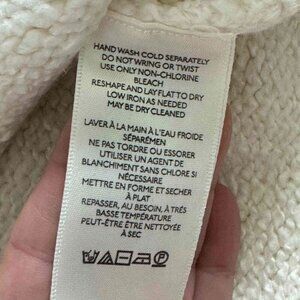 HAND WASH COLD SEPARATELY
DO NOT WRING OR TWIST
USE ONLY NON-CHLORINE
BLEACH
RESHAPE AND LAY FLAT TO DRY
LOW IRON AS NEEDED
MAY BE DRY CLEANED
LAVER À LA MAIN À L'EAU FROIDE
SÉPARÉMEN
NE PAS TORDRE OU ESSORER
UTILISER UN AGENT DE
BLANCHIMENT SANS CHLORE SI
NÉCESSAIRE
METTRE EN FORME ET SECHER
À PLAT
REPASSER, AU BESOIN, À TRÈS
BASSE TEMPÉRATURE
PEUT-ÊTRE ÊTRE NETTOYÉE
À SEC